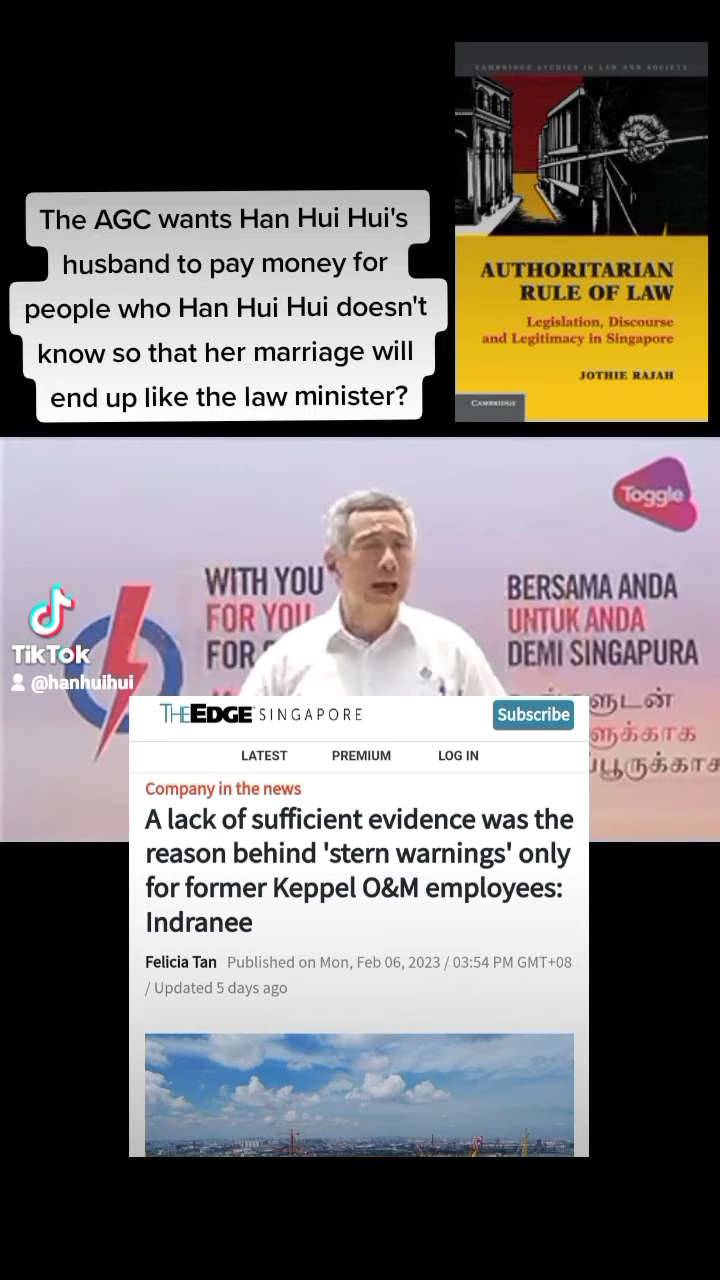 The AGC wants Han Hui Hui's
husband to pay money for
people who Han Hui Hui doesn't
know so that her marriage will
end up like the law minister?
CAMBRIDGE STUDIES IN LAW AND SOCIETY
AUTHORITARIAN
RULE OF LAW
Legislation, Discourse
and Legitimacy in Singapore
JOTHIE RAJAH
CAMBRIDGE
Toggle
WITH YOU
FOR YOU
FOR
BERSAMA ANDA
UNTUK ANDA
DEMI SINGAPURA
TikTok
@hanhuihui
THEEDGE SINGAPORE
Subscribe
LATEST PREMIUM LOG IN
Company in the news
A lack of sufficient evidence was the
reason behind 'stern warnings' only
for former Keppel O&M employees:
Indranee
Felicia Tan Published on Mon, Feb 06, 2023 / 03:54 PM GMT+08
/ Updated 5 days ago